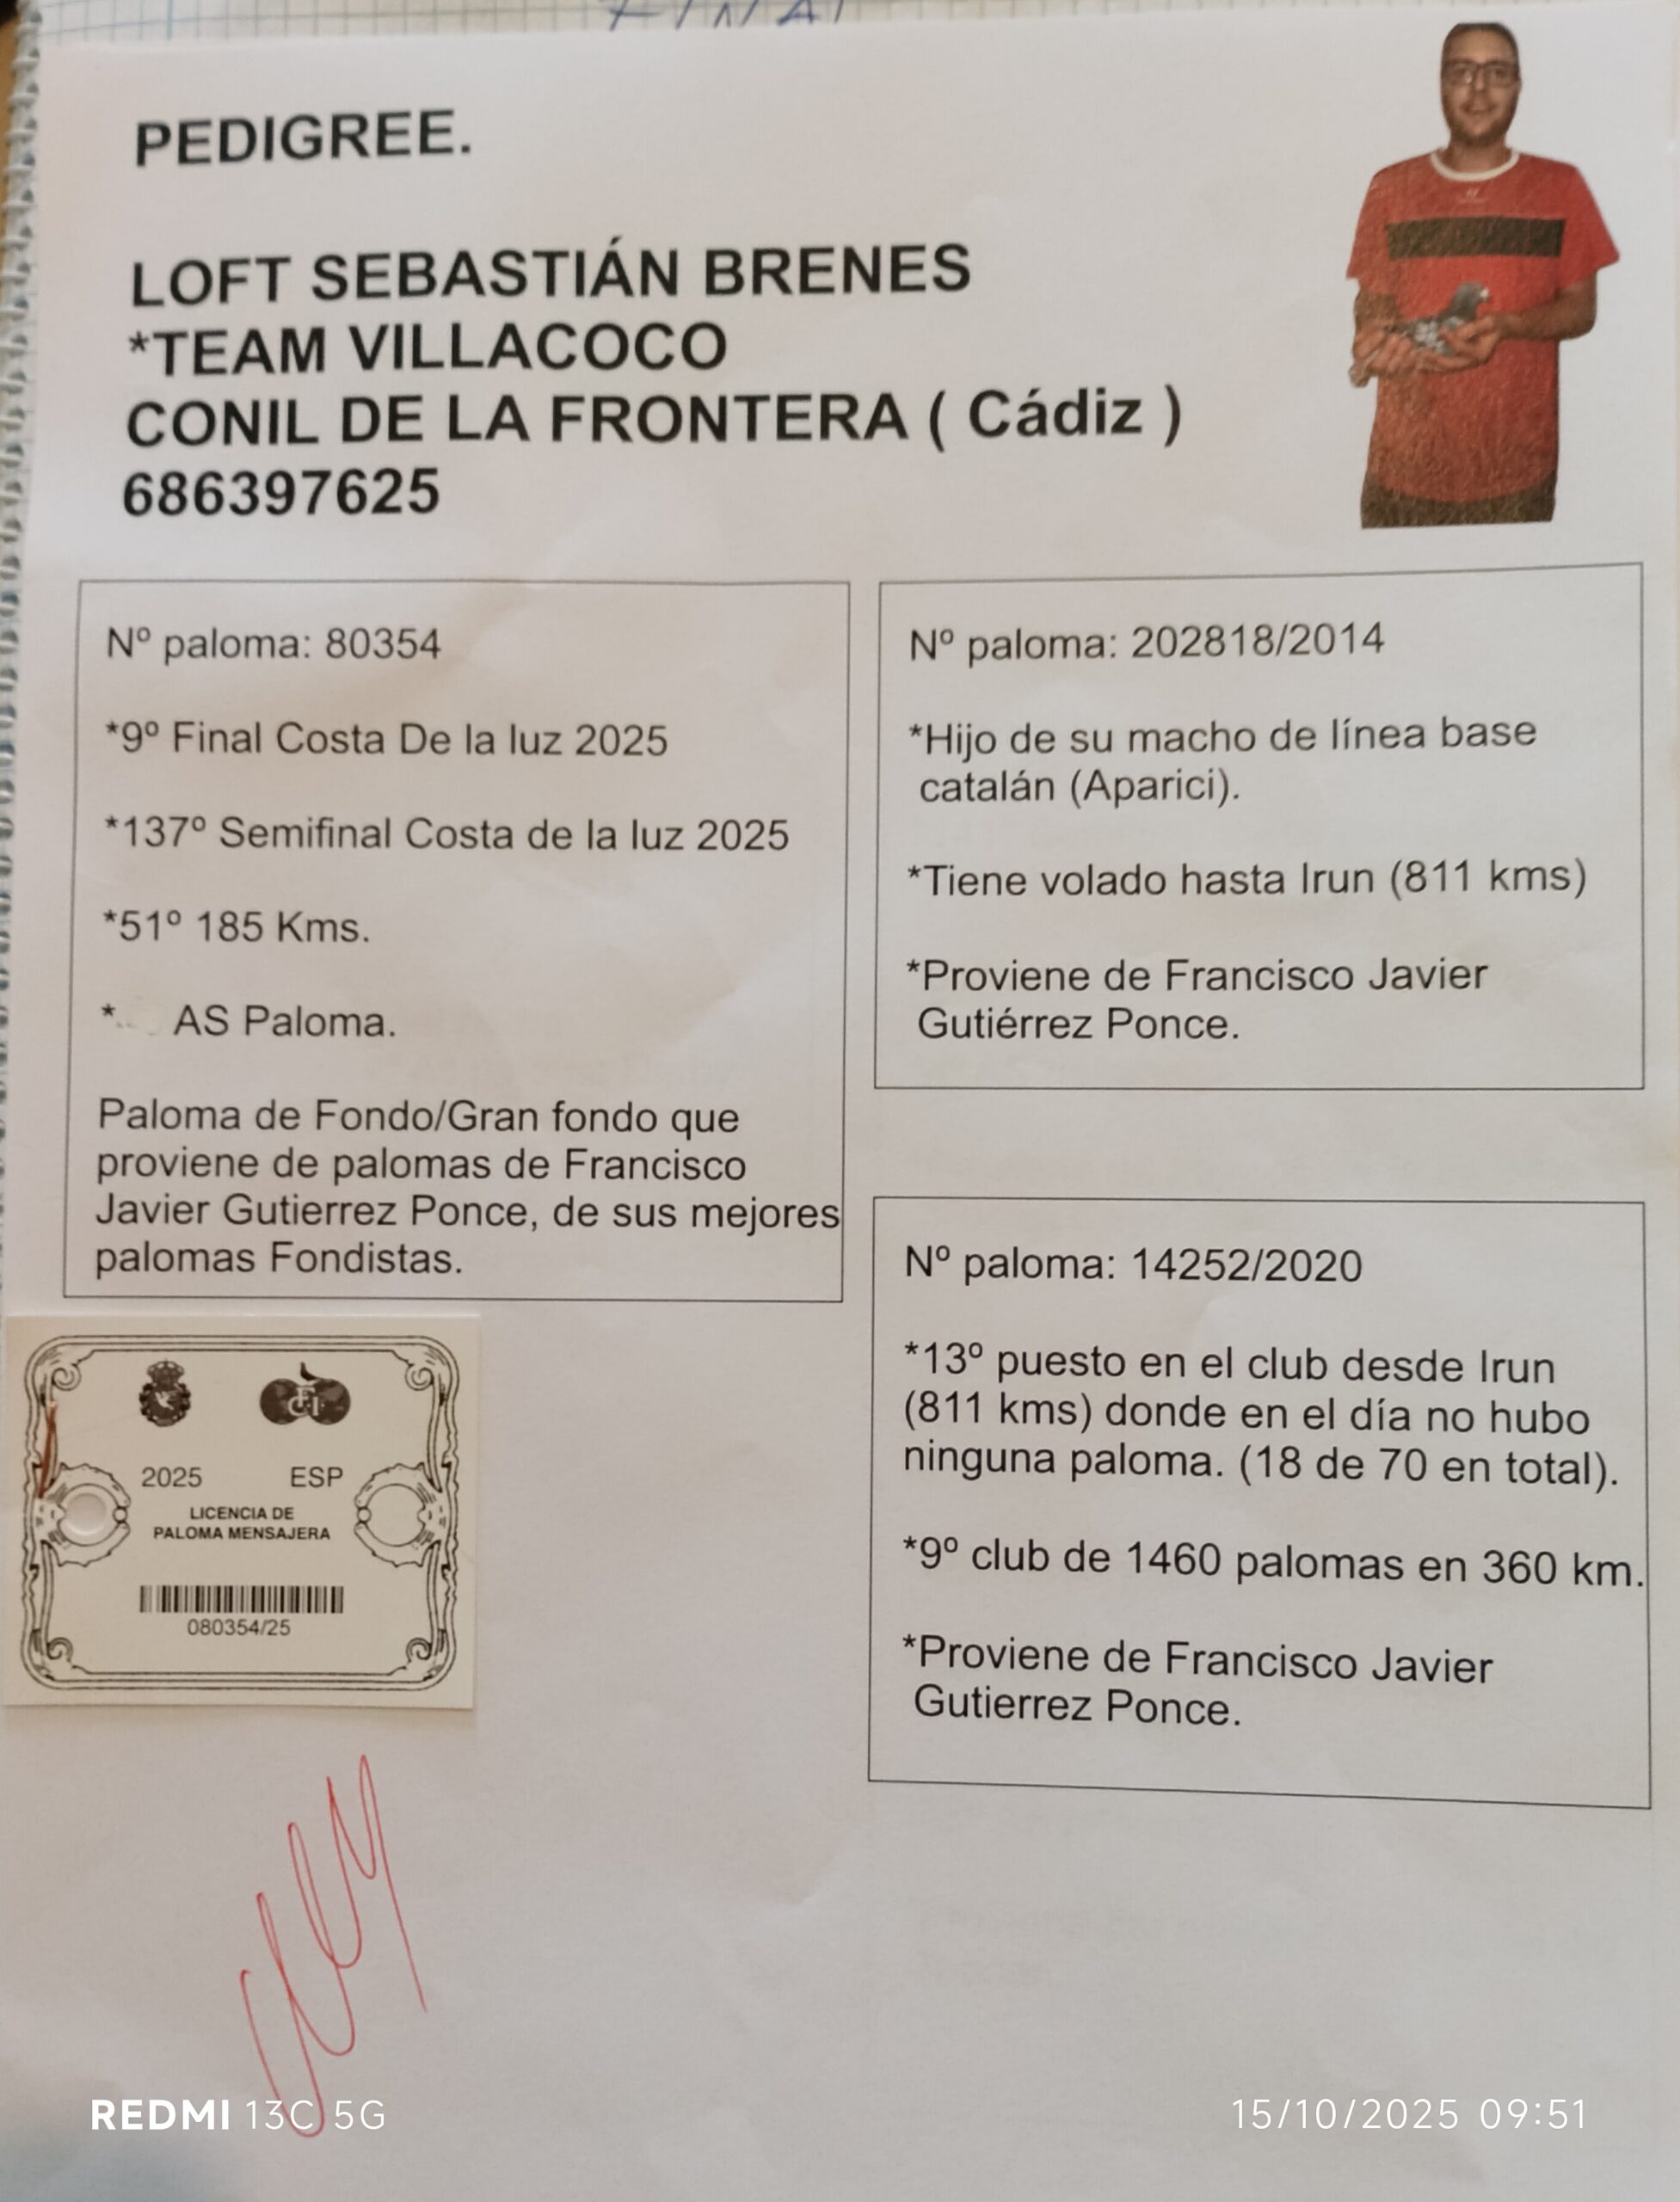 PEDIGREE.
LOFT SEBASTIÁN BRENES
*TEAM VILLACOCO
CONIL DE LA FRONTERA ( Cádiz )
686397625
Nº paloma: 80354
*9º Final Costa De la luz 2025
*137º Semifinal Costa de la luz 2025
*51º 185 Kms.
* AS Paloma.
Paloma de Fondo/Gran fondo que
proviene de palomas de Francisco
Javier Gutierrez Ponce, de sus mejores
palomas Fondistas.
Nº paloma: 202818/2014
*Hijo de su macho de línea base
catalán (Aparici).
*Tiene volado hasta Irun (811 kms)
*Proviene de Francisco Javier
Gutiérrez Ponce.
Nº paloma: 14252/2020
*13º puesto en el club desde Irun
(811 kms) donde en el día no hubo
ninguna paloma. (18 de 70 en total).
*9º club de 1460 palomas en 360 km.
*Proviene de Francisco Javier
Gutierrez Ponce.
2025 ESP
LICENCIA DE
PALOMA MENSAJERA
080354/25
REDMI 13C 5G
15/10/2025 09:51